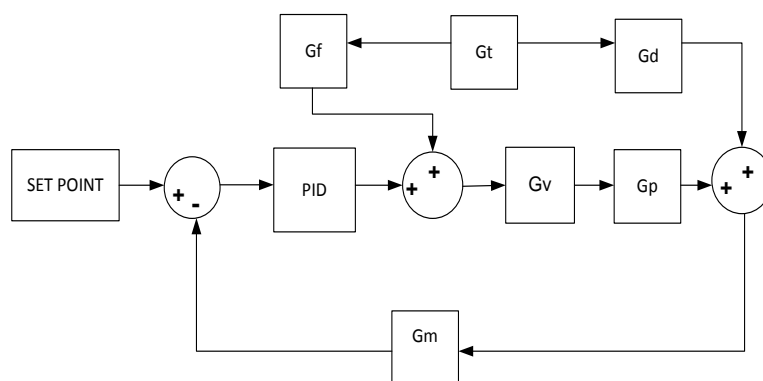 Gf
Gt
Gd
SET POINT
+
-
PID
+
+
Gv
Gp
+
+
Gm